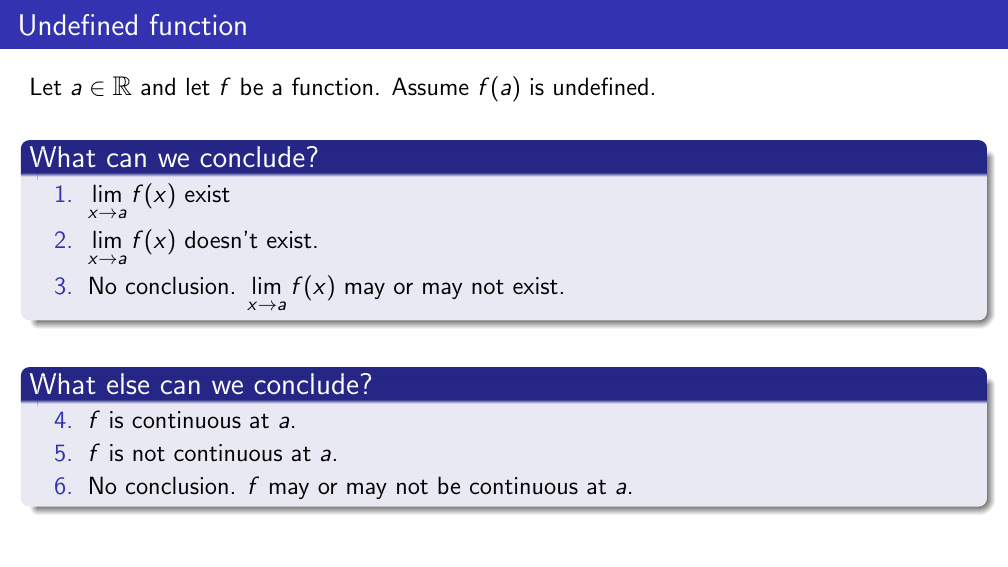 Undefined function
Let a ∈ ℝ and let f be a function. Assume f(a) is undefined.
What can we conclude?
1. lim_{x→a} f(x) exist
2. lim_{x→a} f(x) doesn't exist.
3. No conclusion. lim_{x→a} f(x) may or may not exist.
What else can we conclude?
4. f is continuous at a.
5. f is not continuous at a.
6. No conclusion. f may or may not be continuous at a.